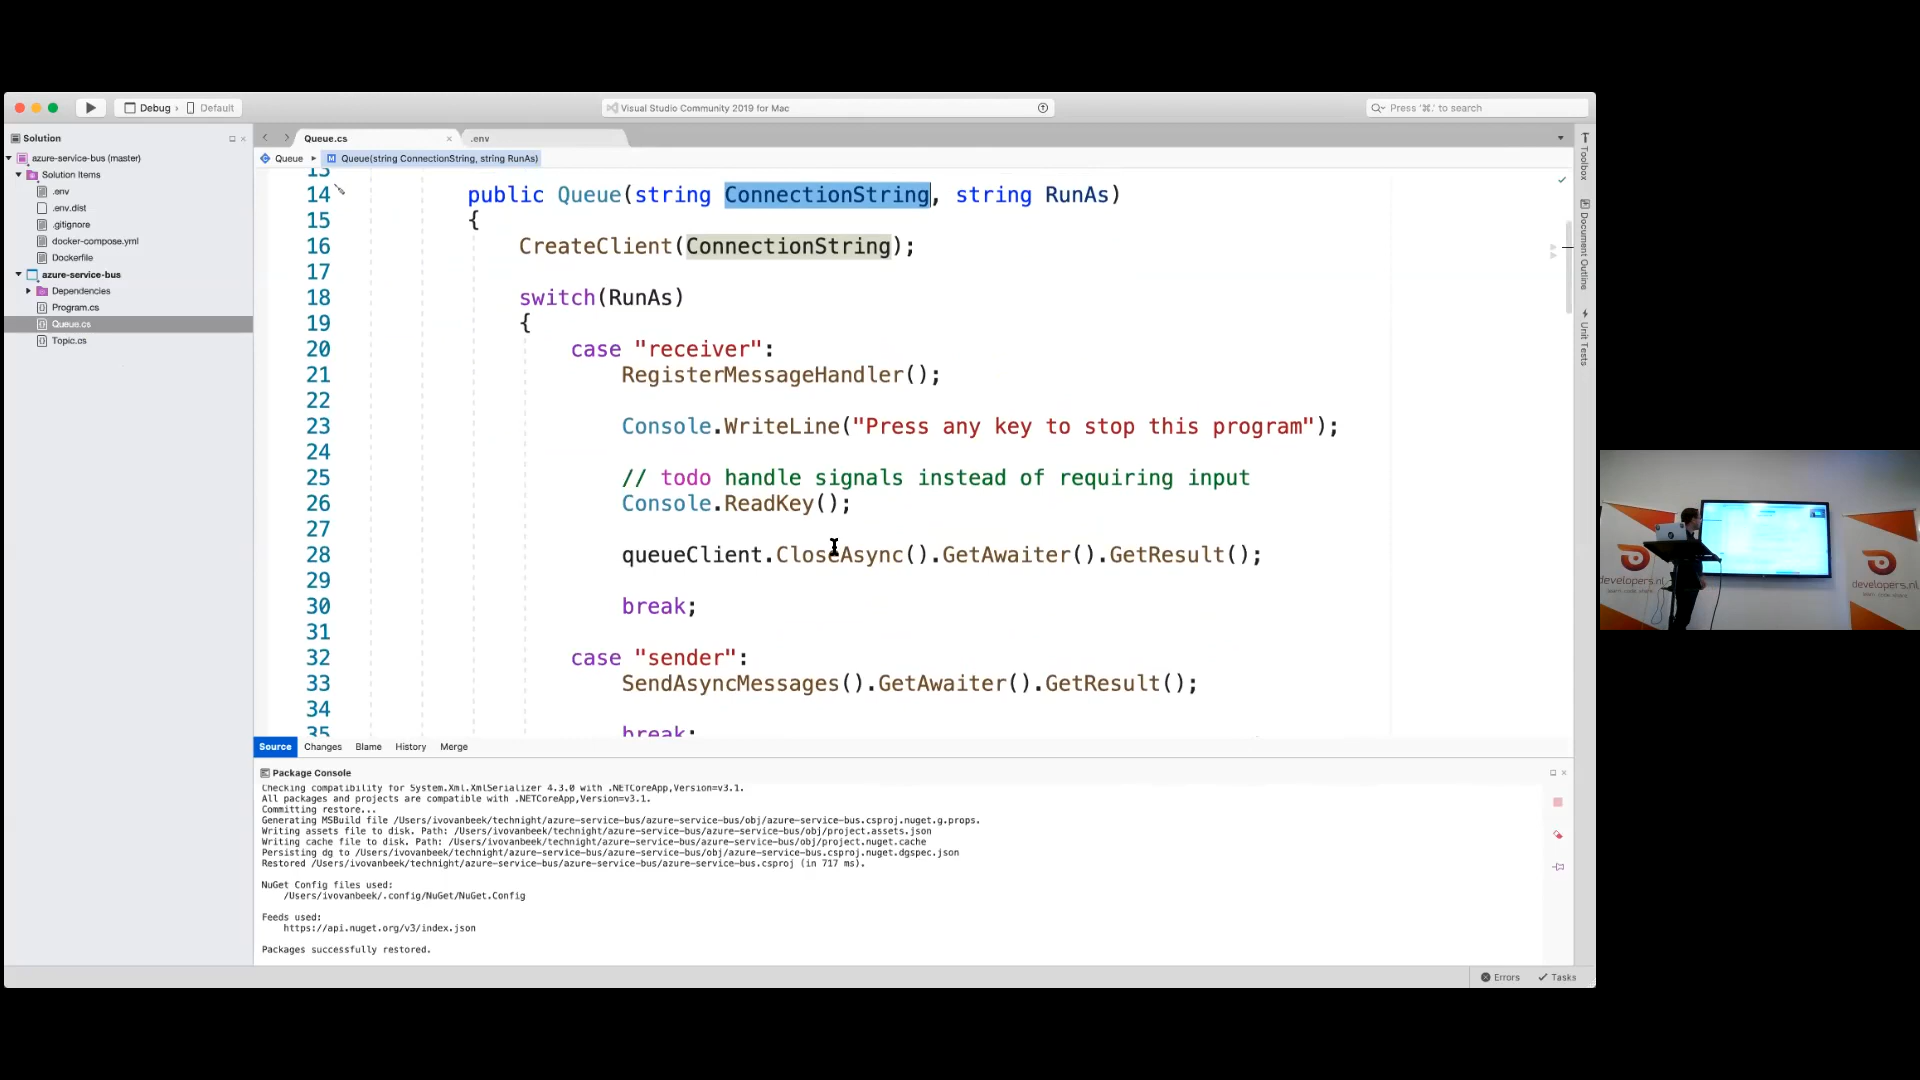 Debug › Default
Visual Studio Community 2019 for Mac
Press '⌘.' to search
Solution
azure-service-bus (master)
Solution Items
.env
.env.dist
.gitignore
docker-compose.yml
Dockerfile
azure-service-bus
Dependencies
Program.cs
Queue.cs
Topic.cs
Queue.cs
.env
Queue
Queue(string ConnectionString, string RunAs)
13
14 public Queue(string ConnectionString, string RunAs)
15 {
16 CreateClient(ConnectionString);
17
18 switch(RunAs)
19 {
20 case "receiver":
21 RegisterMessageHandler();
22
23 Console.WriteLine("Press any key to stop this program");
24
25 // todo handle signals instead of requiring input
26 Console.ReadKey();
27
28 queueClient.CloseAsync().GetAwaiter().GetResult();
29
30 break;
31
32 case "sender":
33 SendAsyncMessages().GetAwaiter().GetResult();
34
35 break;
Source Changes Blame History Merge
Package Console
Checking compatibility for System.Xml.XmlSerializer 4.3.0 with .NETCoreApp,Version=v3.1.
All packages and projects are compatible with .NETCoreApp,Version=v3.1.
Committing restore...
Generating MSBuild file /Users/ivovanbeek/technight/azure-service-bus/azure-service-bus/obj/azure-service-bus.csproj.nuget.g.props.
Writing assets file to disk. Path: /Users/ivovanbeek/technight/azure-service-bus/azure-service-bus/obj/project.assets.json
Writing cache file to disk. Path: /Users/ivovanbeek/technight/azure-service-bus/azure-service-bus/obj/project.nuget.cache
Persisting dg to /Users/ivovanbeek/technight/azure-service-bus/azure-service-bus/obj/azure-service-bus.csproj.nuget.dgspec.json
Restored /Users/ivovanbeek/technight/azure-service-bus/azure-service-bus/azure-service-bus.csproj (in 717 ms).
NuGet Config files used:
/Users/ivovanbeek/.config/NuGet/NuGet.Config
Feeds used:
https://api.nuget.org/v3/index.json
Packages successfully restored.
Errors Tasks
Toolbox
Document Outline
Unit Tests
developers.nl
developers.nl